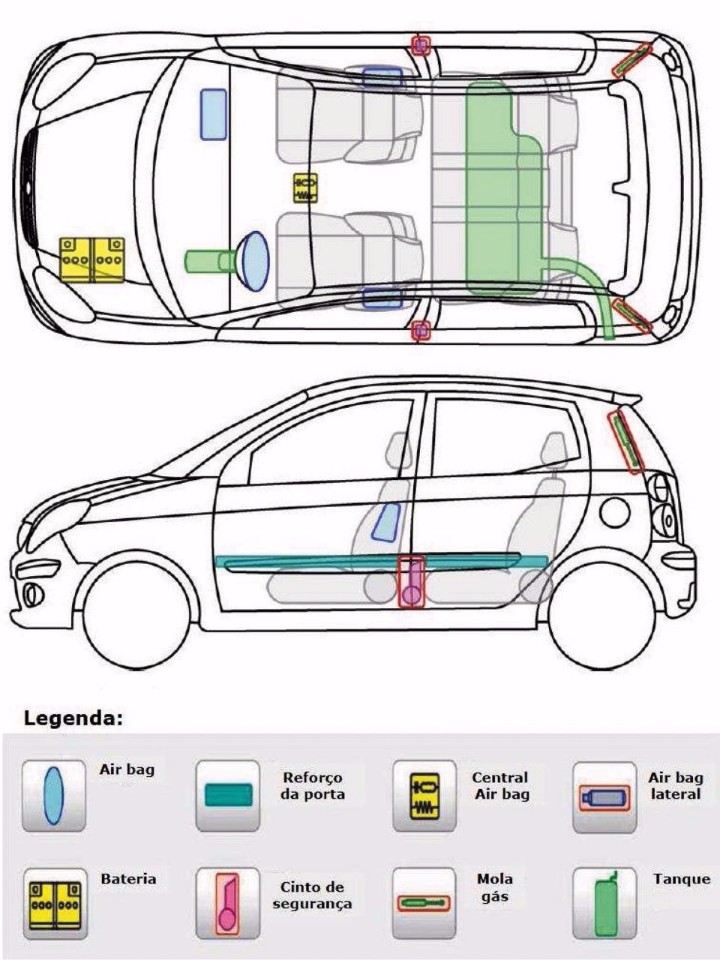 Legenda:
Air bag
Reforço
da porta
Central
Air bag
Air bag
lateral
Bateria
Cinto de
segurança
Mola
gás
Tanque